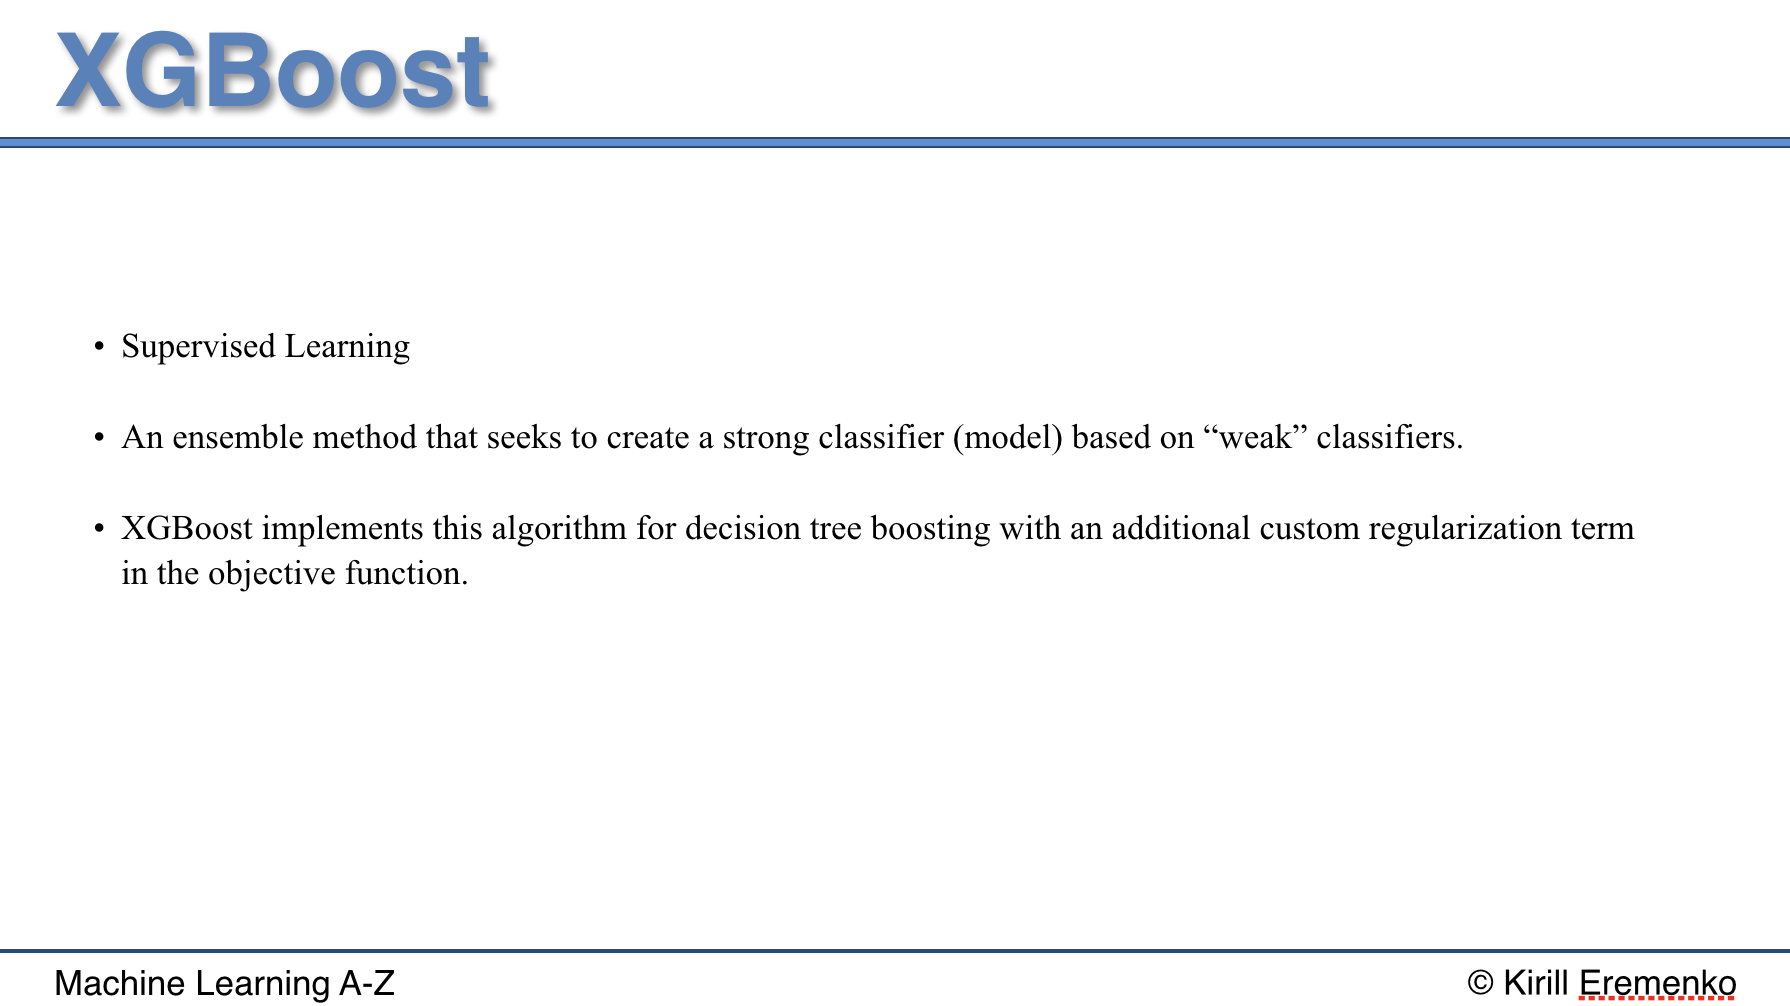 XGBoost
• Supervised Learning
• An ensemble method that seeks to create a strong classifier (model) based on “weak” classifiers.
• XGBoost implements this algorithm for decision tree boosting with an additional custom regularization term
in the objective function.
Machine Learning A-Z
© Kirill Eremenko